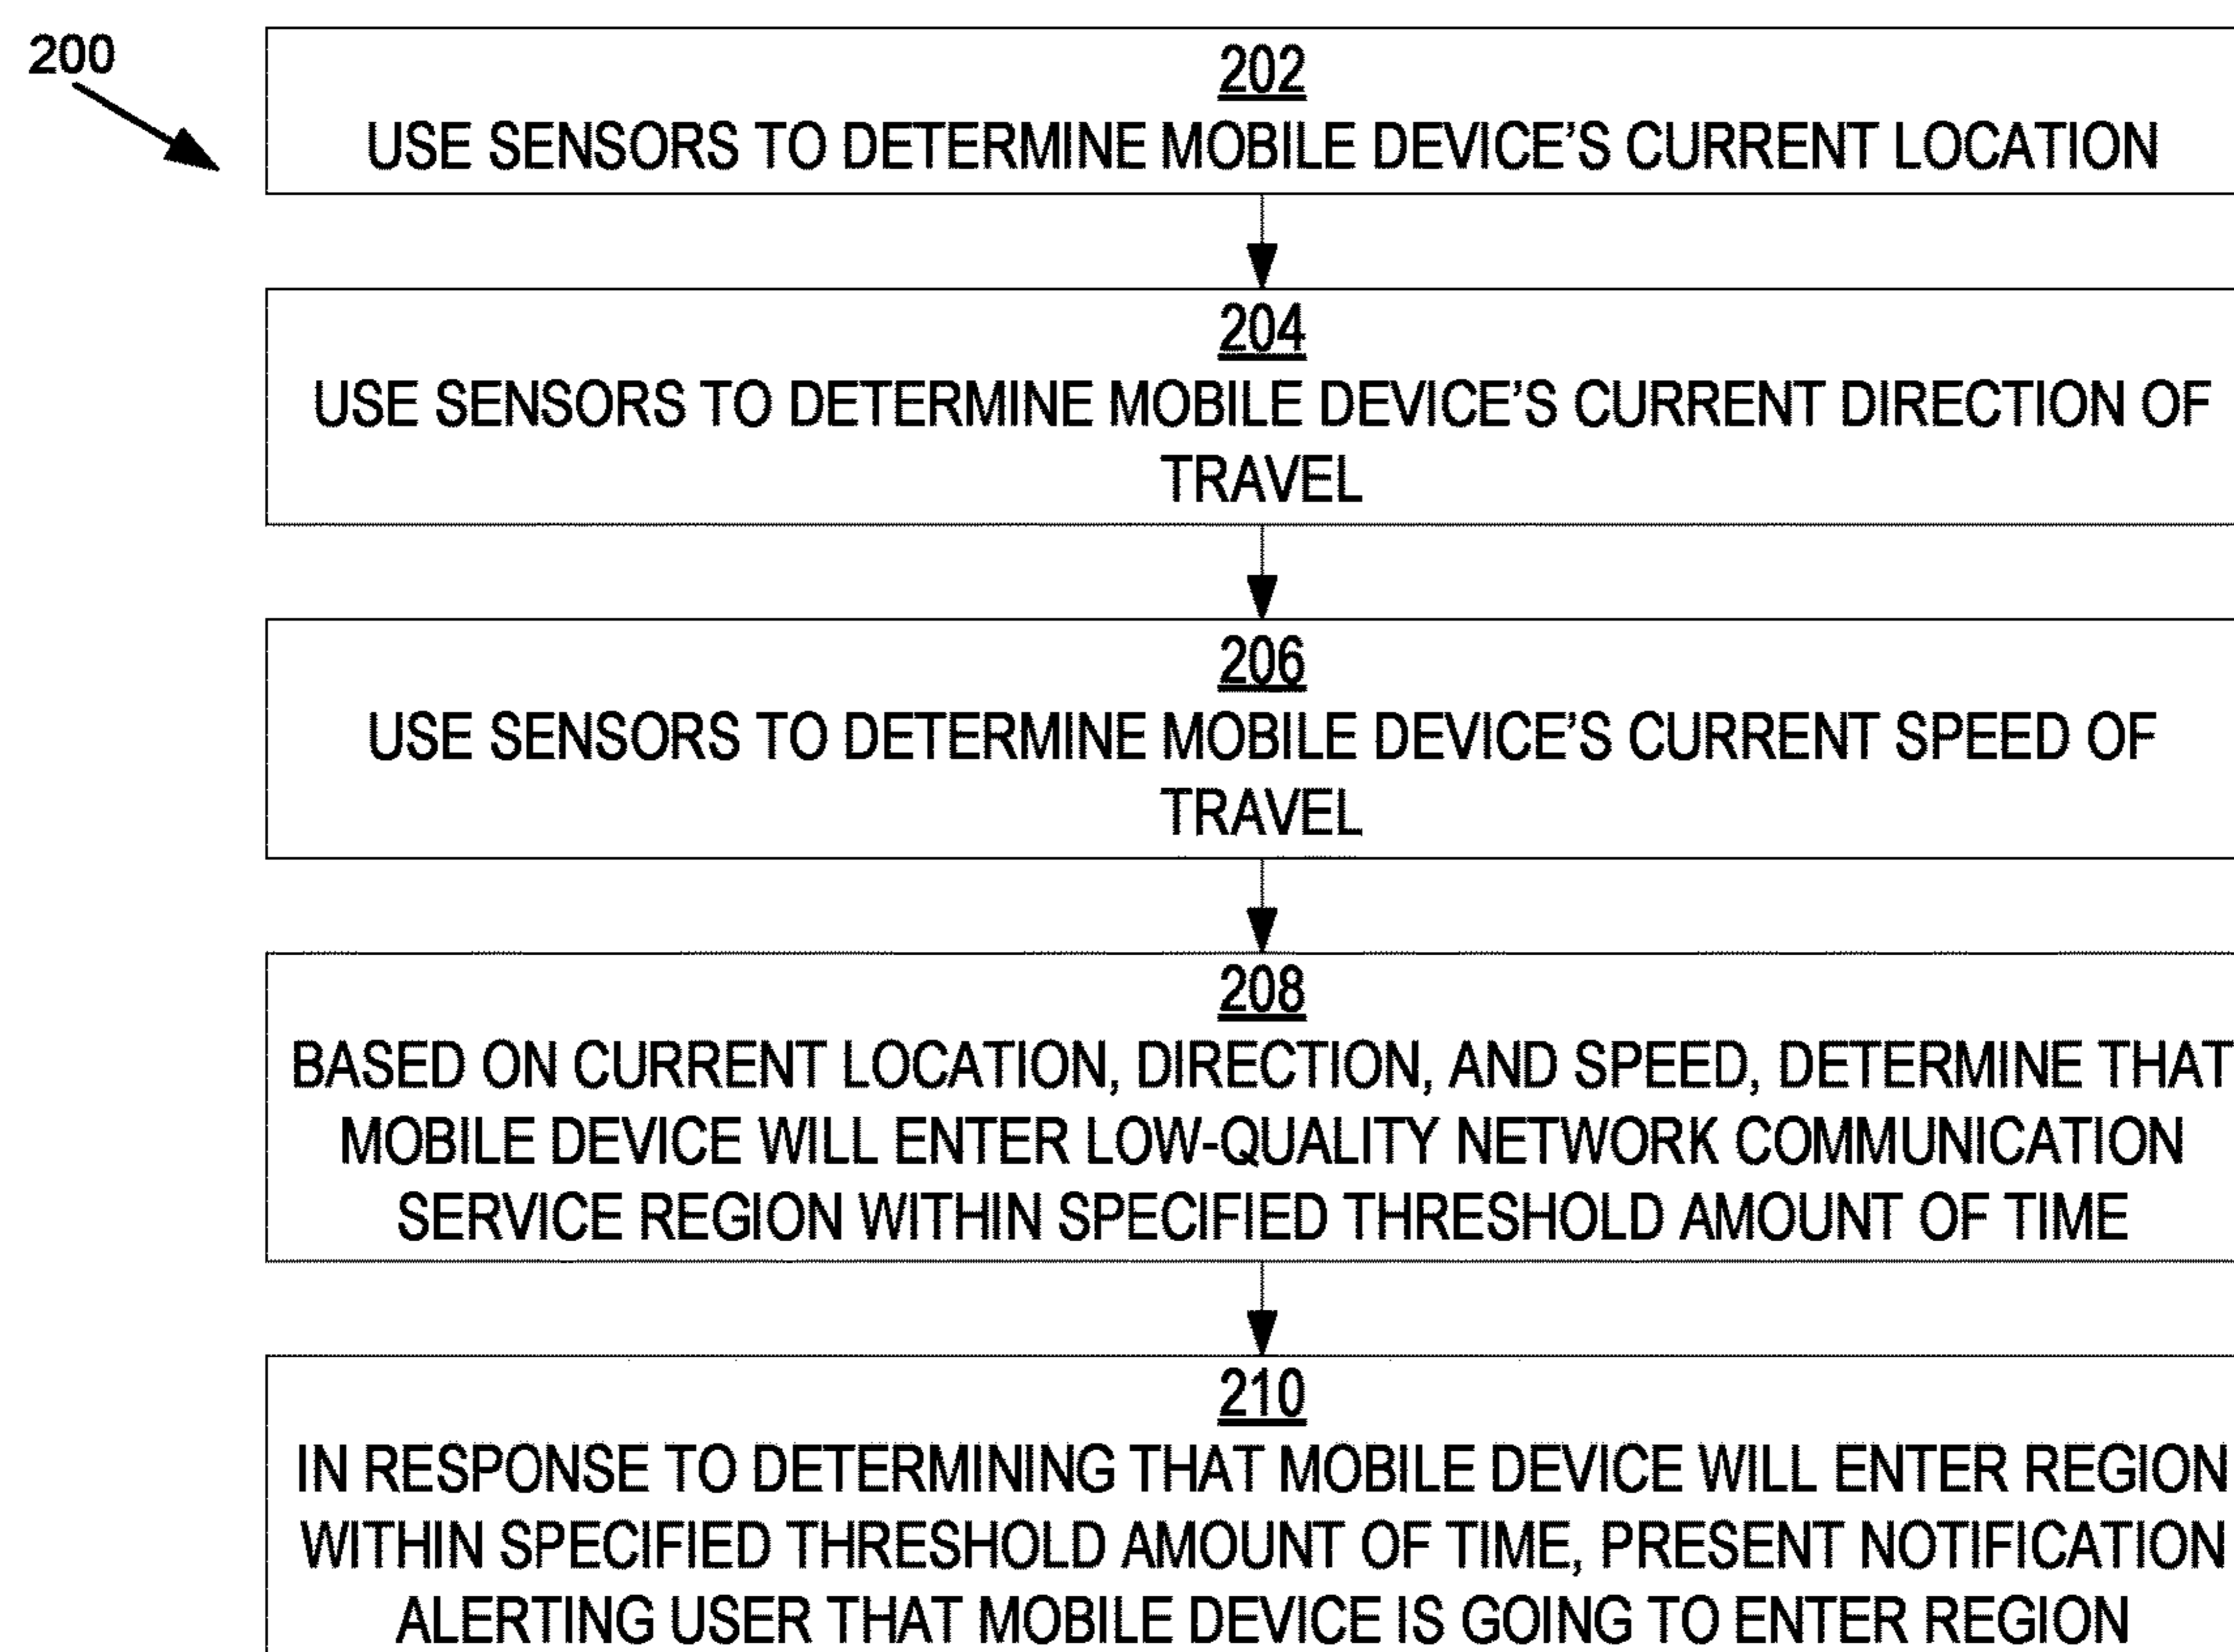 200
202
USE SENSORS TO DETERMINE MOBILE DEVICE'S CURRENT LOCATION
204
USE SENSORS TO DETERMINE MOBILE DEVICE'S CURRENT DIRECTION OF
TRAVEL
206
USE SENSORS TO DETERMINE MOBILE DEVICE'S CURRENT SPEED OF
TRAVEL
208
BASED ON CURRENT LOCATION, DIRECTION, AND SPEED, DETERMINE THAT
MOBILE DEVICE WILL ENTER LOW-QUALITY NETWORK COMMUNICATION
SERVICE REGION WITHIN SPECIFIED THRESHOLD AMOUNT OF TIME
210
IN RESPONSE TO DETERMINING THAT MOBILE DEVICE WILL ENTER REGION
WITHIN SPECIFIED THRESHOLD AMOUNT OF TIME, PRESENT NOTIFICATION
ALERTING USER THAT MOBILE DEVICE IS GOING TO ENTER REGION